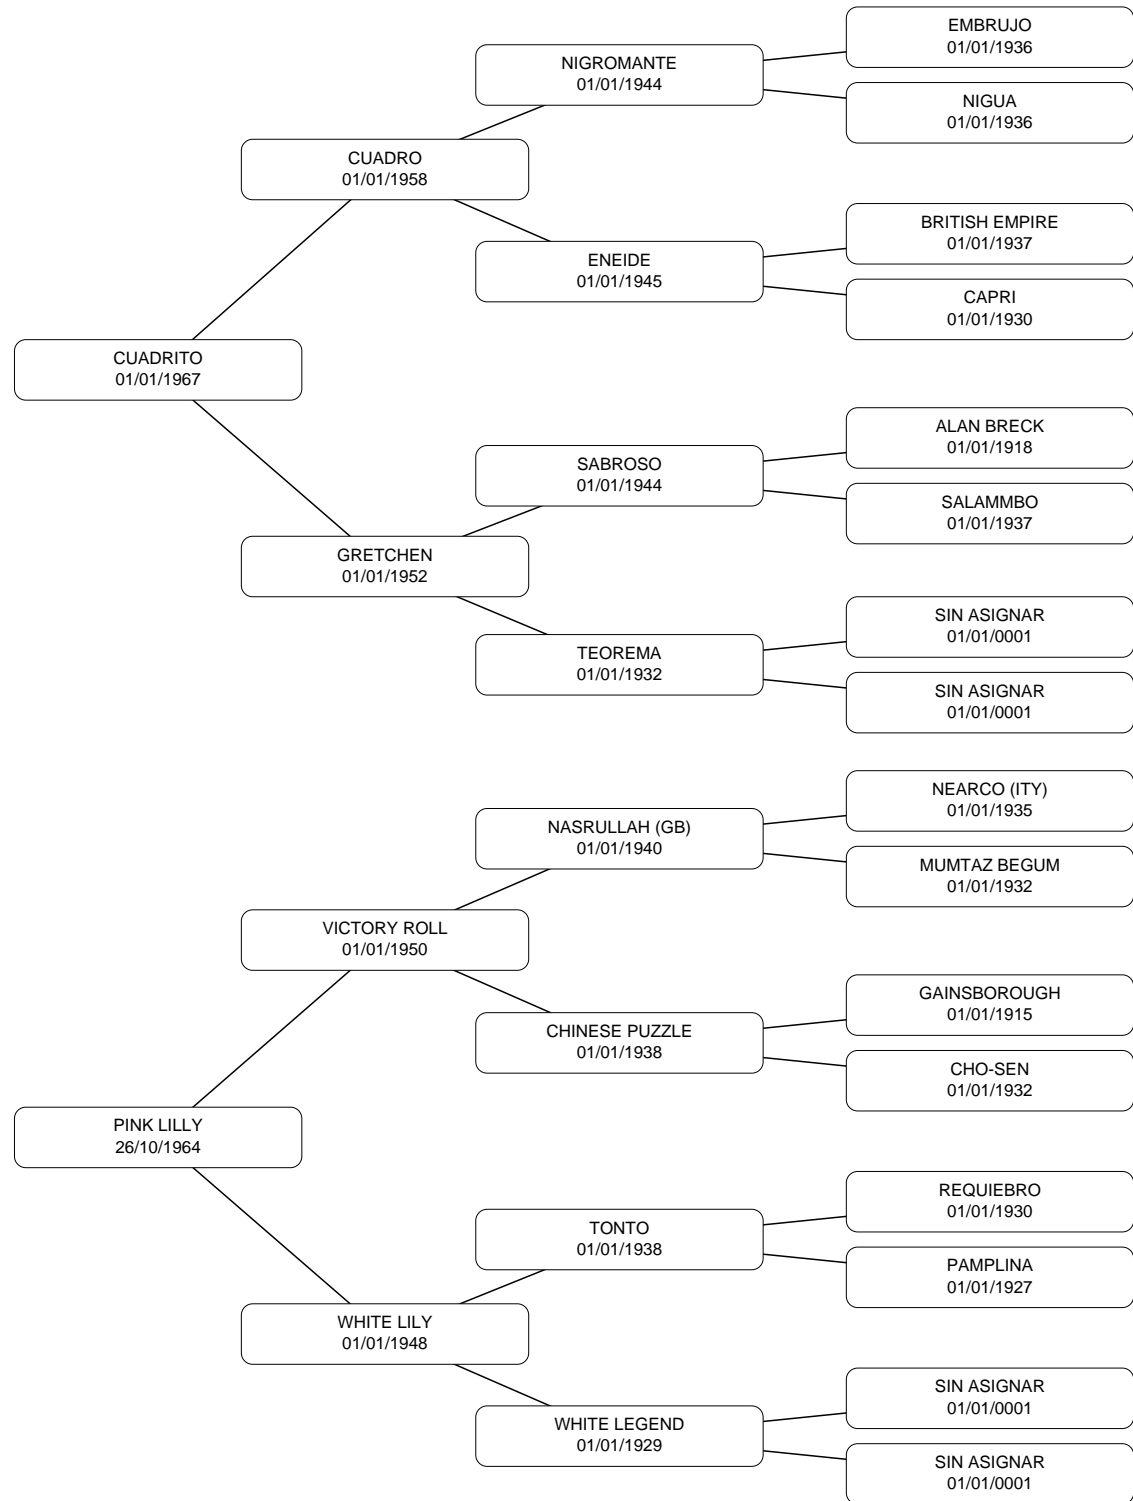 EMBRUJO
01/01/1936
NIGROMANTE
01/01/1944
NIGUA
01/01/1936
CUADRO
01/01/1958
BRITISH EMPIRE
01/01/1937
ENEIDE
01/01/1945
CAPRI
01/01/1930
CUADRITO
01/01/1967
ALAN BRECK
01/01/1918
SABROSO
01/01/1944
SALAMMBO
01/01/1937
GRETCHEN
01/01/1952
SIN ASIGNAR
01/01/0001
TEOREMA
01/01/1932
SIN ASIGNAR
01/01/0001
NEARCO (ITY)
01/01/1935
NASRULLAH (GB)
01/01/1940
MUMTAZ BEGUM
01/01/1932
VICTORY ROLL
01/01/1950
GAINSBOROUGH
01/01/1915
CHINESE PUZZLE
01/01/1938
CHO-SEN
01/01/1932
PINK LILLY
26/10/1964
REQUIEBRO
01/01/1930
TONTO
01/01/1938
PAMPLINA
01/01/1927
WHITE LILY
01/01/1948
SIN ASIGNAR
01/01/0001
WHITE LEGEND
01/01/1929
SIN ASIGNAR
01/01/0001